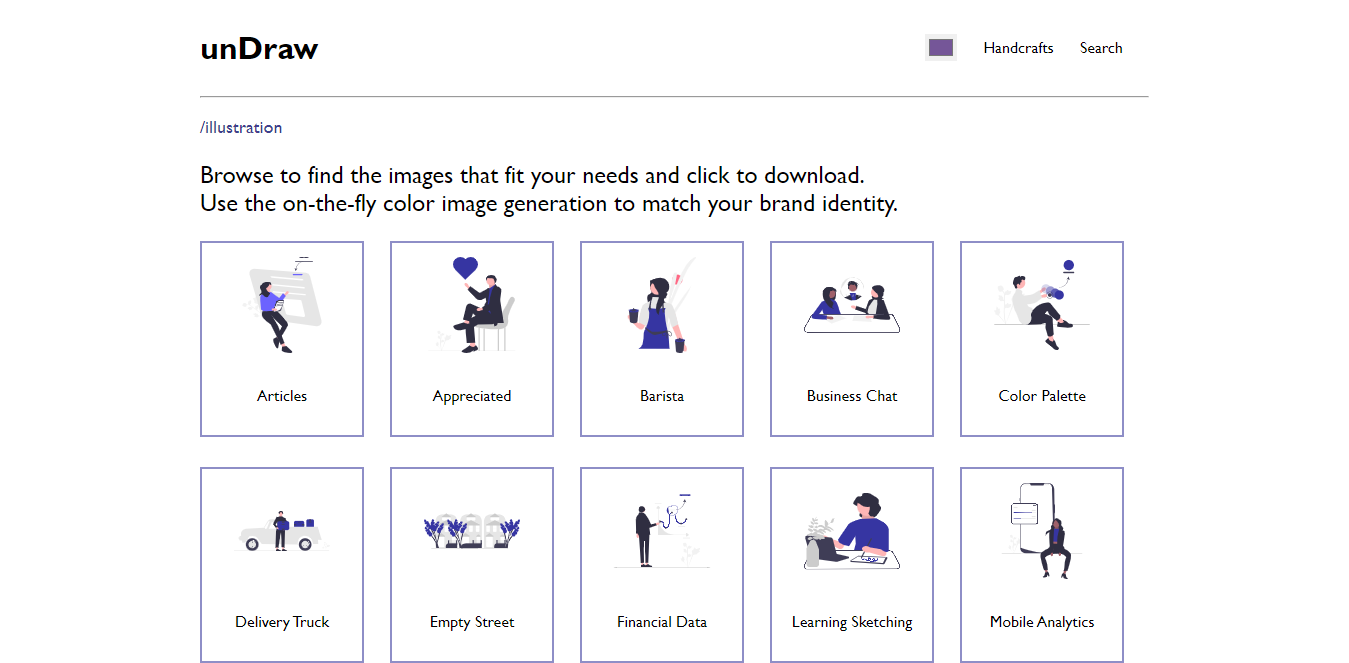 unDraw
Handcrafts
Search
/illustration
Browse to find the images that fit your needs and click to download.
Use the on-the-fly color image generation to match your brand identity.
Articles
Appreciated
Barista
Business Chat
Color Palette
Delivery Truck
Empty Street
Financial Data
Learning Sketching
Mobile Analytics